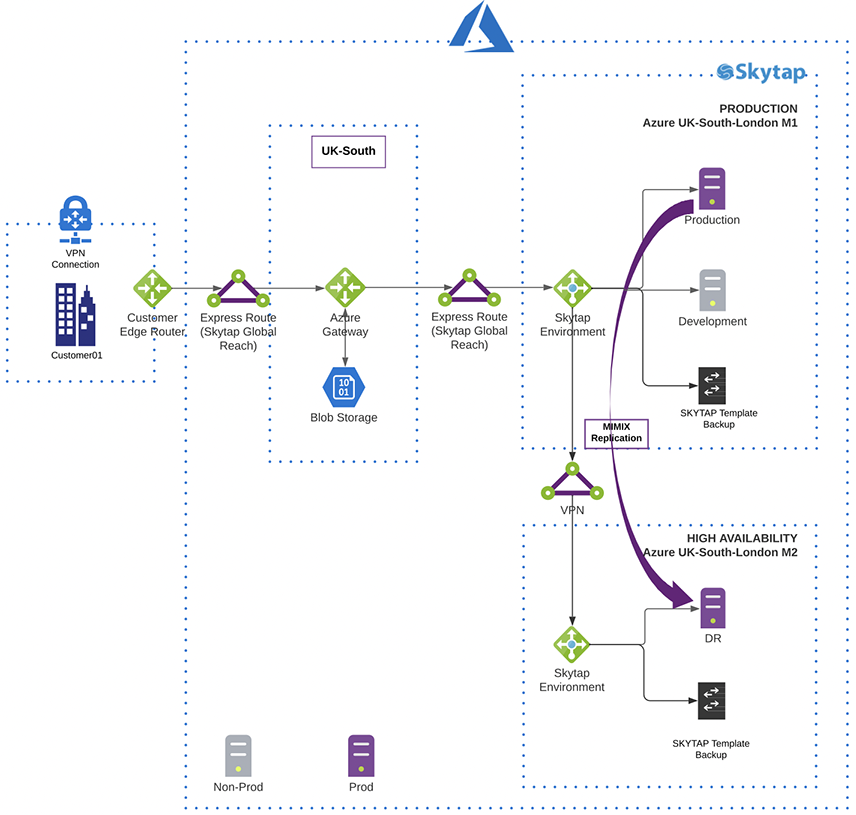 Skytap
PRODUCTION
Azure UK-South-London M1
UK-South
Production
VPN
Connection
Customer01
Customer
Edge Router
Express Route
(Skytap Global
Reach)
Azure
Gateway
10
01
Blob Storage
Express Route
(Skytap Global
Reach)
Skytap
Environment
Development
SKYTAP Template
Backup
MIMIX
Replication
VPN
HIGH AVAILABILITY
Azure UK-South-London M2
DR
Skytap
Environment
SKYTAP Template
Backup
Non-Prod
Prod